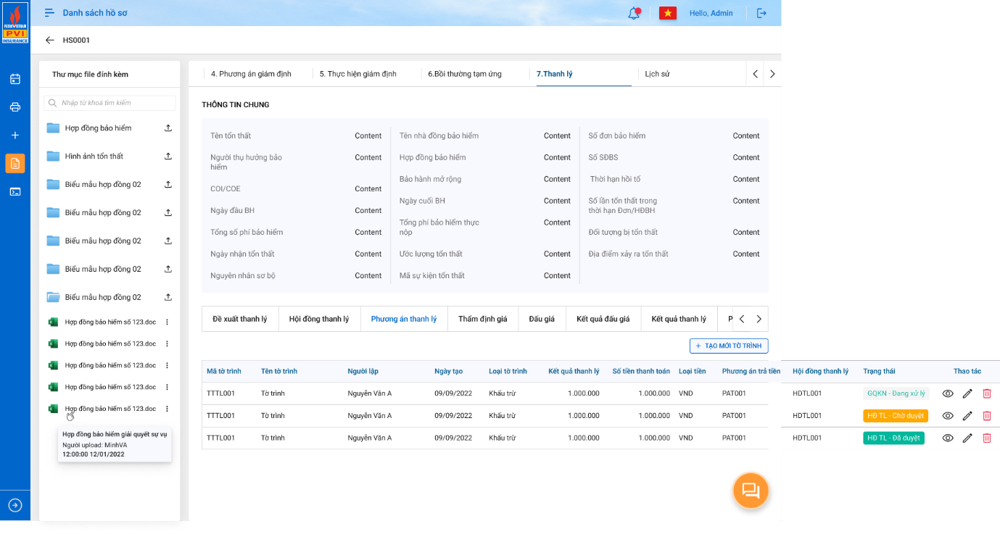 PETROVIETNAM
PVI
INSURANCE
Danh sách hồ sơ
Hello, Admin
HS0001
Thư mục file đính kèm
Nhập từ khoá tìm kiếm
Hợp đồng bảo hiểm
Hình ảnh tổn thất
Biểu mẫu hợp đồng 02
Biểu mẫu hợp đồng 02
Biểu mẫu hợp đồng 02
Biểu mẫu hợp đồng 02
Biểu mẫu hợp đồng 02
Hợp đồng bảo hiểm số 123.doc
Hợp đồng bảo hiểm số 123.doc
Hợp đồng bảo hiểm số 123.doc
Hợp đồng bảo hiểm số 123.doc
Hợp đồng bảo hiểm số 123.doc
Hợp đồng bảo hiểm giải quyết sự vụ
Người upload: MinhVA
12:00:00 12/01/2022
4. Phương án giám định
5. Thực hiện giám định
6.Bồi thường tạm ứng
7.Thanh lý
Lịch sử
THÔNG TIN CHUNG
Tên tổn thất Content
Người thụ hưởng bảo Content
hiểm
COI/COE Content
Ngày đầu BH Content
Tổng số phí bảo hiểm Content
Ngày nhận tổn thất Content
Nguyên nhân sơ bộ Content
Tên nhà đồng bảo hiểm Content
Hợp đồng bảo hiểm Content
Bảo hành mở rộng Content
Ngày cuối BH Content
Tổng phí bảo hiểm thực Content
nộp
Ước lượng tổn thất Content
Mã sự kiện tổn thất Content
Số đơn bảo hiểm Content
Số SĐBS Content
Thời hạn hồi tố Content
Số lần tổn thất trong Content
thời hạn Đơn/HĐBH
Đối tượng bị tổn thất Content
Địa điểm xảy ra tổn thất Content
Đề xuất thanh lý
Hội đồng thanh lý
Phương án thanh lý
Thẩm định giá
Đấu giá
Kết quả đấu giá
Kết quả thanh lý
P
+ TẠO MỚI TỜ TRÌNH
Mã tờ trình Tên tờ trình Người lập Ngày tạo Loại tờ trình Kết quả thanh lý Số tiền thanh toán Loại tiền Phương án trả tiền Hội đồng thanh lý Trạng thái Thao tác
TTTL001 Tờ trình Nguyễn Văn A 09/09/2022 Khấu trừ 1.000.000 1.000.000 VND PAT001 HDTL001 GQKN - Đang xử lý
TTTL001 Tờ trình Nguyễn Văn A 09/09/2022 Khấu trừ 1.000.000 1.000.000 VND PAT001 HDTL001 HĐ TL - Chờ duyệt
TTTL001 Tờ trình Nguyễn Văn A 09/09/2022 Khấu trừ 1.000.000 1.000.000 VND PAT001 HDTL001 HĐ TL - Đã duyệt